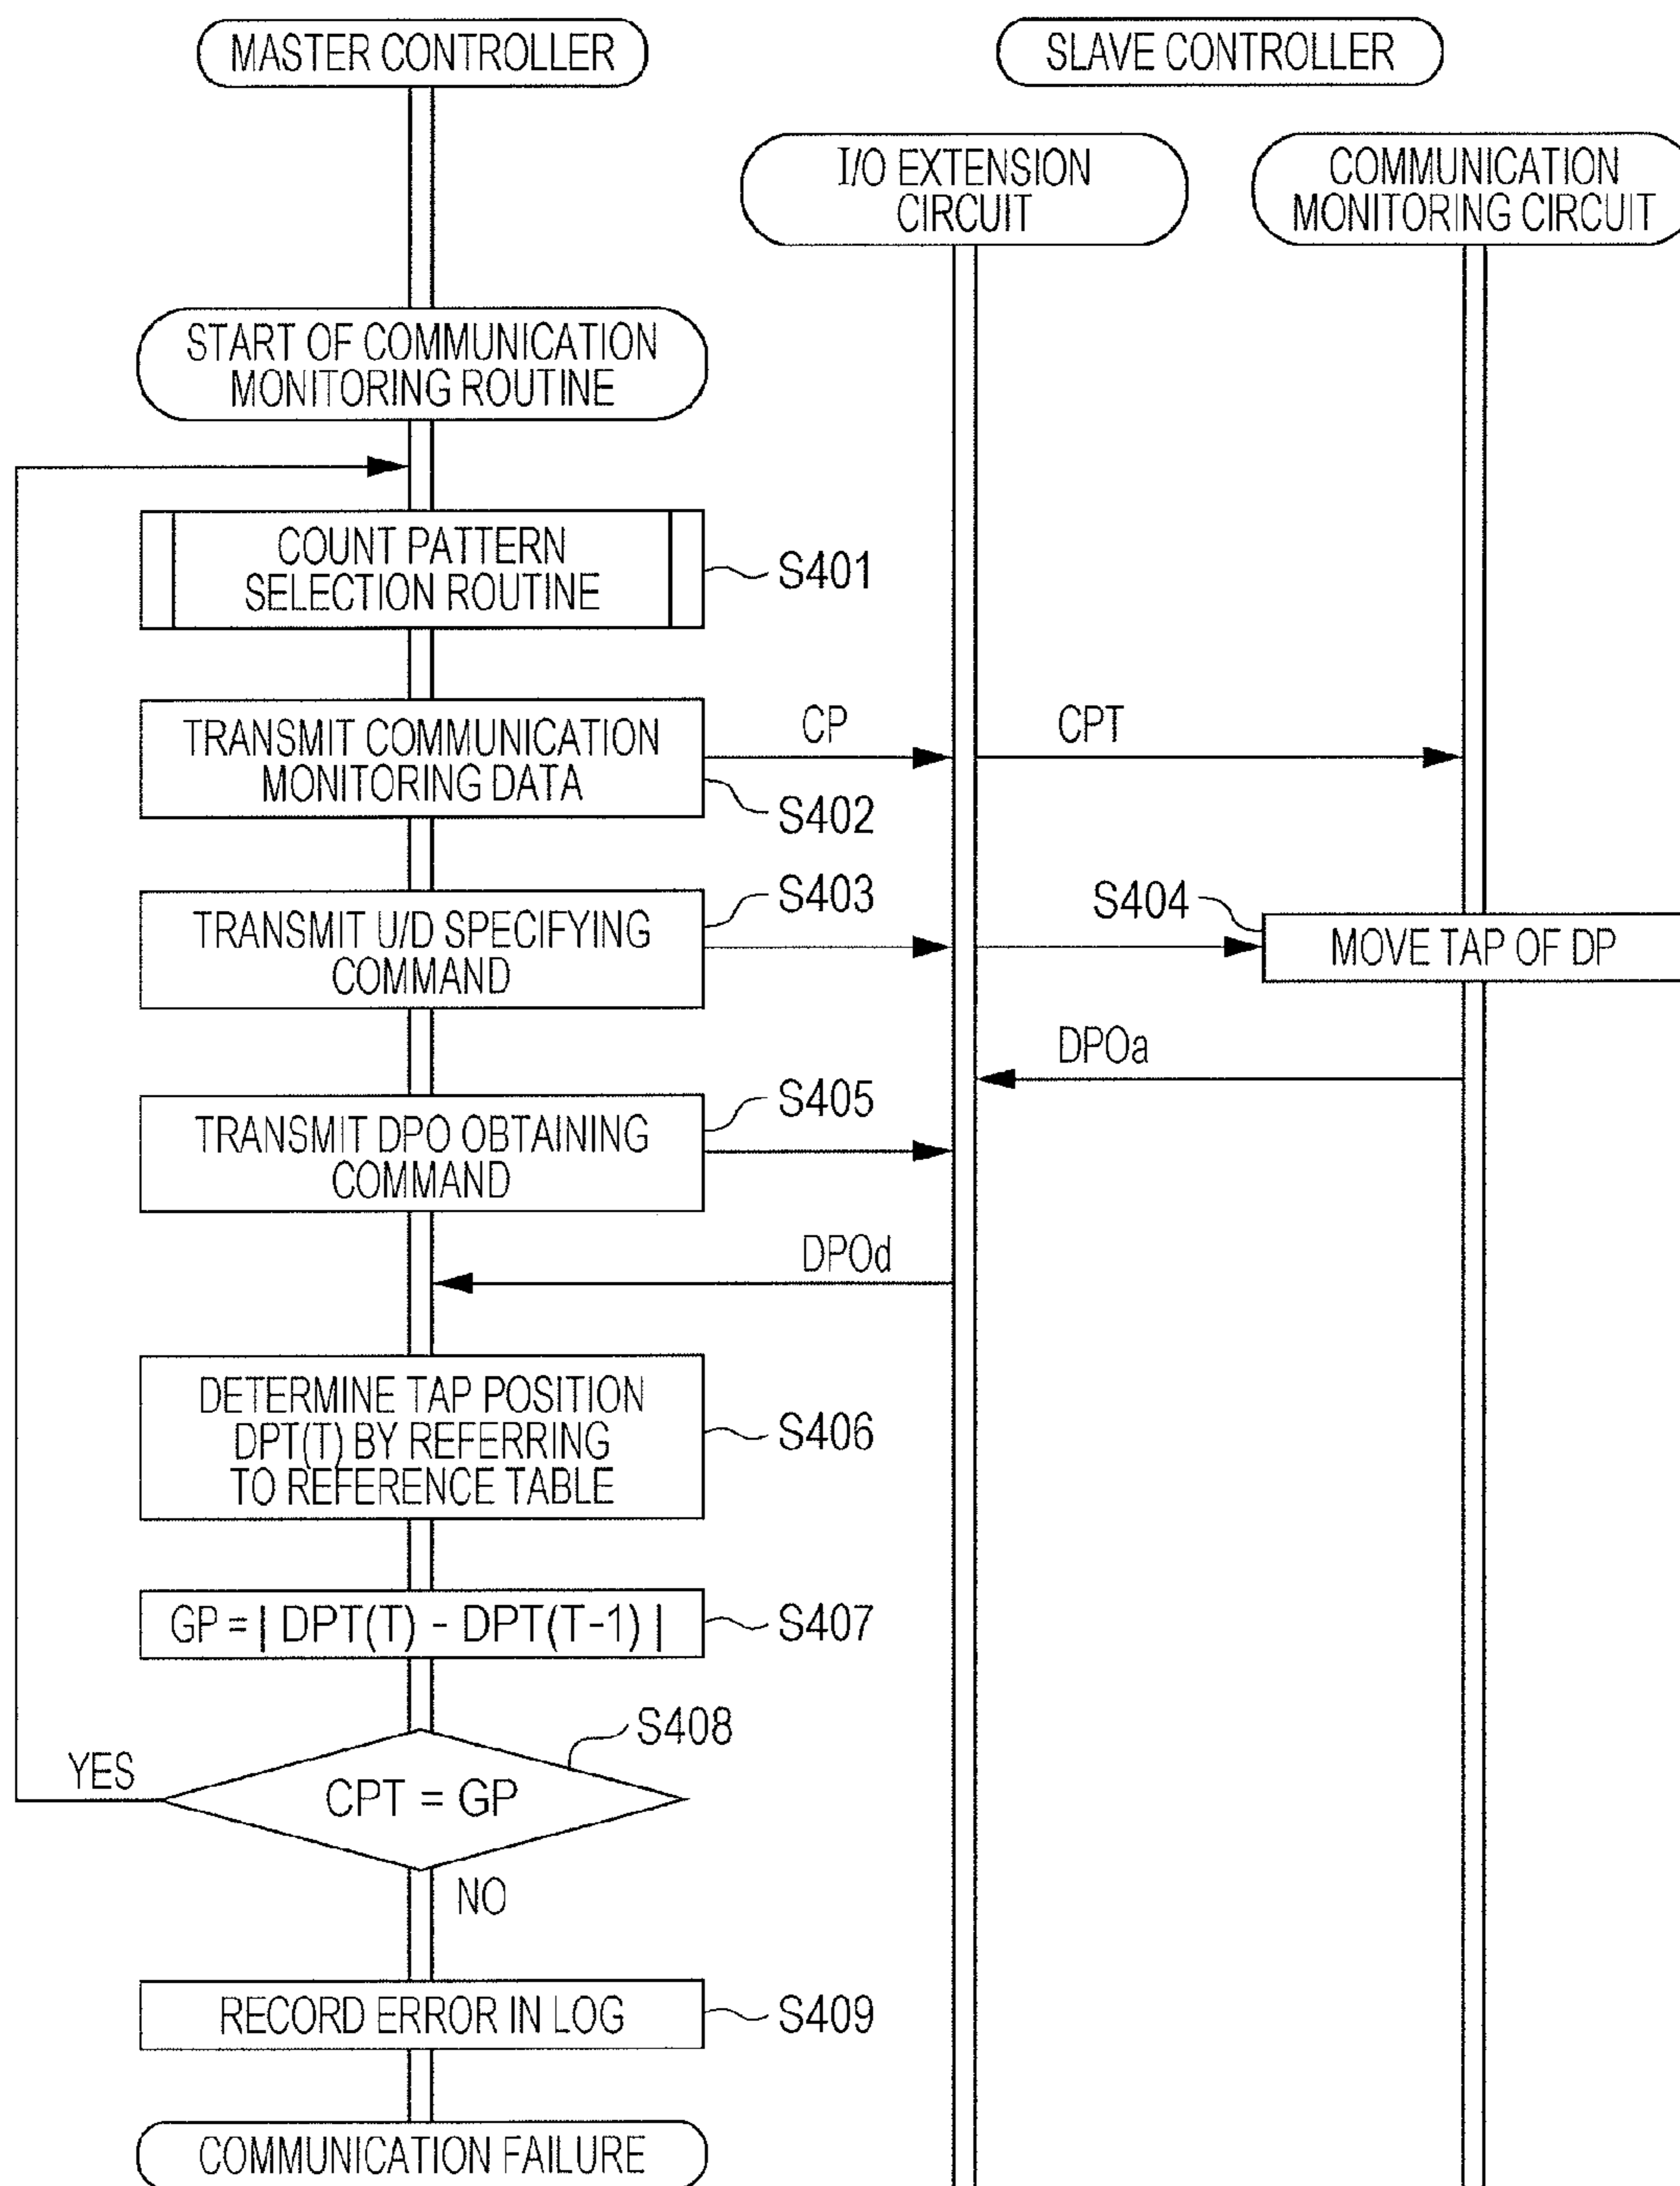 MASTER CONTROLLER
SLAVE CONTROLLER
I/O EXTENSION
CIRCUIT
COMMUNICATION
MONITORING CIRCUIT
START OF COMMUNICATION
MONITORING ROUTINE
COUNT PATTERN
SELECTION ROUTINE
S401
TRANSMIT COMMUNICATION
MONITORING DATA
S402
CP
CPT
TRANSMIT U/D SPECIFYING
COMMAND
S403
S404
MOVE TAP OF DP
DPOa
TRANSMIT DPO OBTAINING
COMMAND
S405
DPOd
DETERMINE TAP POSITION
DPT(T) BY REFERRING
TO REFERENCE TABLE
S406
GP = | DPT(T) - DPT(T-1) |
S407
S408
YES
CPT = GP
NO
RECORD ERROR IN LOG
S409
COMMUNICATION FAILURE